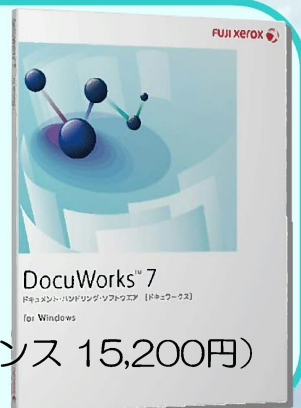 FUJI XEROX
DocuWorks™ 7
ドキュメント・ハンドリング・ソフトウエア [ドキュワークス]
for Windows
ンス 15,200円）